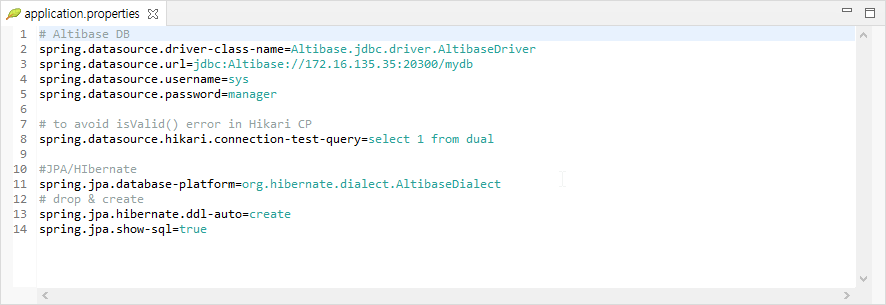 application.properties
1 # Altibase DB
2 spring.datasource.driver-class-name=Altibase.jdbc.driver.AltibaseDriver
3 spring.datasource.url=jdbc:Altibase://172.16.135.35:20300/mydb
4 spring.datasource.username=sys
5 spring.datasource.password=manager
6
7 # to avoid isValid() error in Hikari CP
8 spring.datasource.hikari.connection-test-query=select 1 from dual
9
10 #JPA/HIbernate
11 spring.jpa.database-platform=org.hibernate.dialect.AltibaseDialect
12 # drop & create
13 spring.jpa.hibernate.ddl-auto=create
14 spring.jpa.show-sql=true